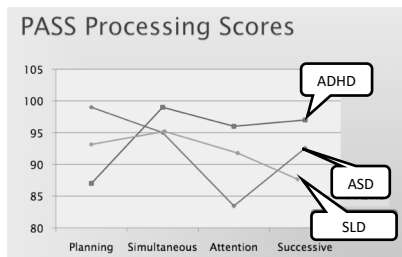 PASS Processing Scores
105
ADHD
100
95
90
ASD
85
SLD
80
Planning Simultaneous Attention Successive